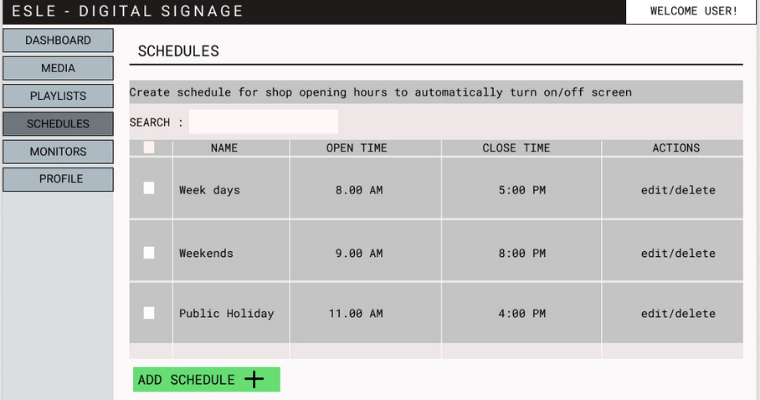 ESLE - DIGITAL SIGNAGE
WELCOME USER!
DASHBOARD
MEDIA
PLAYLISTS
SCHEDULES
MONITORS
PROFILE
SCHEDULES
Create schedule for shop opening hours to automatically turn on/off screen
SEARCH :
NAME OPEN TIME CLOSE TIME ACTIONS
Week days 8.00 AM 5:00 PM edit/delete
Weekends 9.00 AM 8:00 PM edit/delete
Public Holiday 11.00 AM 4:00 PM edit/delete
ADD SCHEDULE +